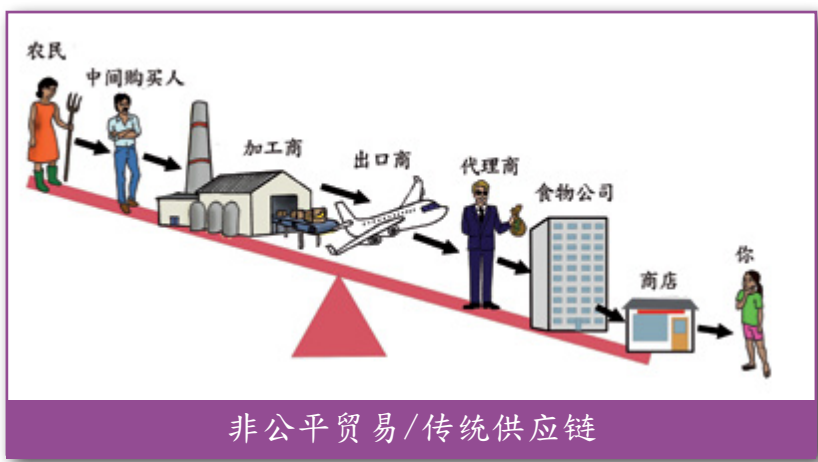 农民
中间购买人
加工商
出口商
代理商
食物公司
商店
你
非公平贸易/传统供应链